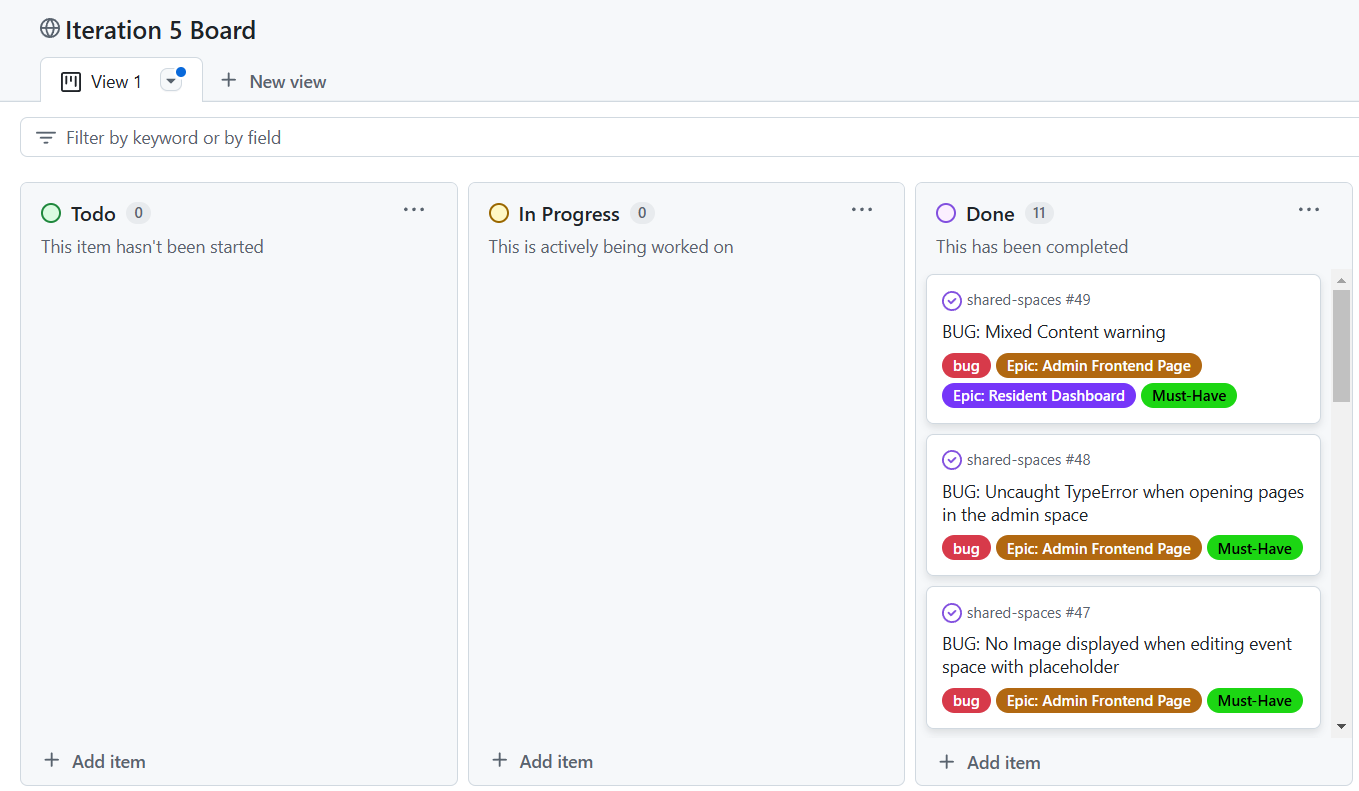 Iteration 5 Board
View 1
New view
Filter by keyword or by field
Todo 0
This item hasn't been started
Add item
In Progress 0
This is actively being worked on
Add item
Done 11
This has been completed
shared-spaces #49
BUG: Mixed Content warning
bug Epic: Admin Frontend Page
Epic: Resident Dashboard Must-Have
shared-spaces #48
BUG: Uncaught TypeError when opening pages
in the admin space
bug Epic: Admin Frontend Page Must-Have
shared-spaces #47
BUG: No Image displayed when editing event
space with placeholder
bug Epic: Admin Frontend Page Must-Have
Add item